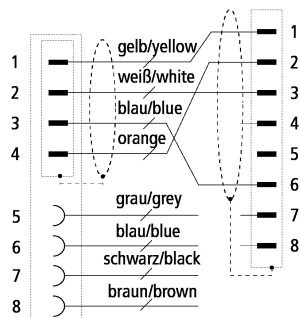 gelb/yellow
1
1
weiß/white
2
2
blau/blue
3
3
orange
4
4
5
6
grau/grey
5
7
blau/blue
6
8
schwarz/black
7
braun/brown
8